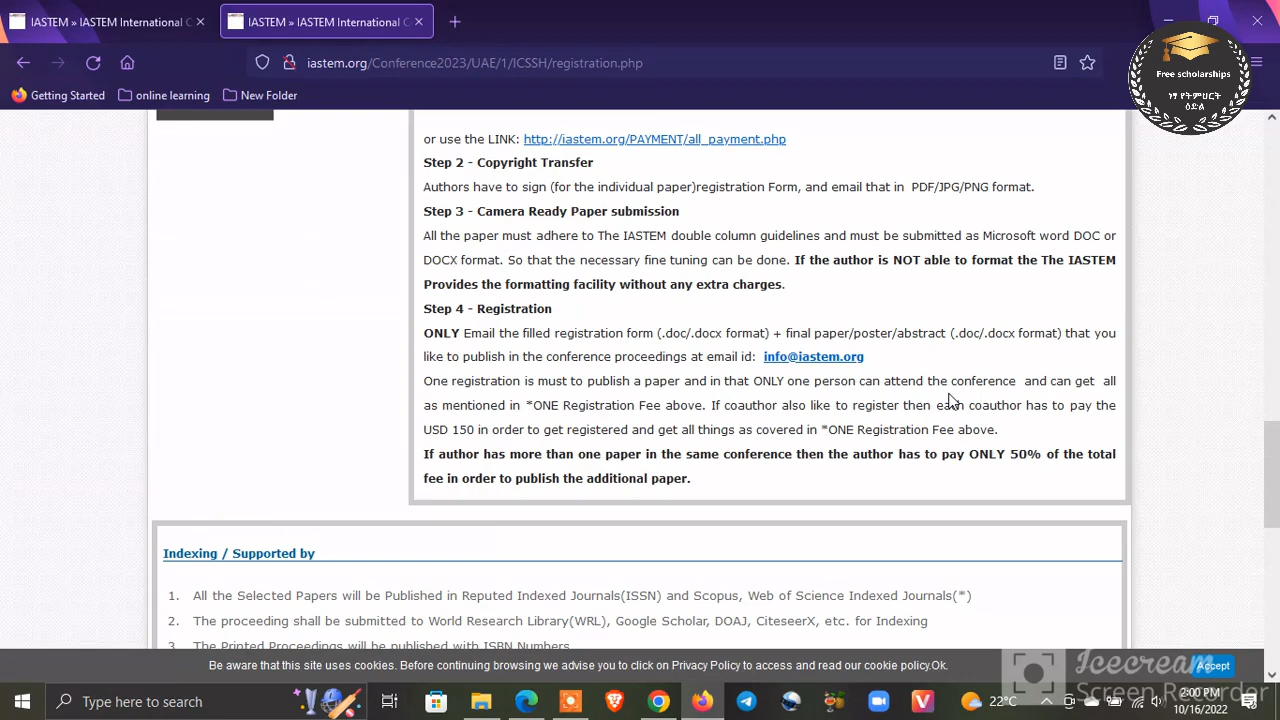 IASTEM » IASTEM International C
IASTEM » IASTEM International C
iastem.org/Conference2023/UAE/1/ICSSH/registration.php
Free scholarships
ነፃ የትምህርት
ዕድል
Getting Started
online learning
New Folder
or use the LINK: http://iastem.org/PAYMENT/all_payment.php
Step 2 - Copyright Transfer
Authors have to sign (for the individual paper)registration Form, and email that in PDF/JPG/PNG format.
Step 3 - Camera Ready Paper submission
All the paper must adhere to The IASTEM double column guidelines and must be submitted as Microsoft word DOC or
DOCX format. So that the necessary fine tuning can be done. If the author is NOT able to format the The IASTEM
Provides the formatting facility without any extra charges.
Step 4 - Registration
ONLY Email the filled registration form (.doc/.docx format) + final paper/poster/abstract (.doc/.docx format) that you
like to publish in the conference proceedings at email id: info@iastem.org
One registration is must to publish a paper and in that ONLY one person can attend the conference and can get all
as mentioned in *ONE Registration Fee above. If coauthor also like to register then each coauthor has to pay the
USD 150 in order to get registered and get all things as covered in *ONE Registration Fee above.
If author has more than one paper in the same conference then the author has to pay ONLY 50% of the total
fee in order to publish the additional paper.
Indexing / Supported by
1. All the Selected Papers will be Published in Reputed Indexed Journals(ISSN) and Scopus, Web of Science Indexed Journals(*)
2. The proceeding shall be submitted to World Research Library(WRL), Google Scholar, DOAJ, CiteseerX, etc. for Indexing
3. The Printed Proceedings will be published with ISBN Numbers
Be aware that this site uses cookies. Before continuing browsing we advise you to click on Privacy Policy to access and read our cookie policy.Ok.
Accept
Icecream
Screen Recorder
Type here to search
22°C
2:00 PM
10/16/2022